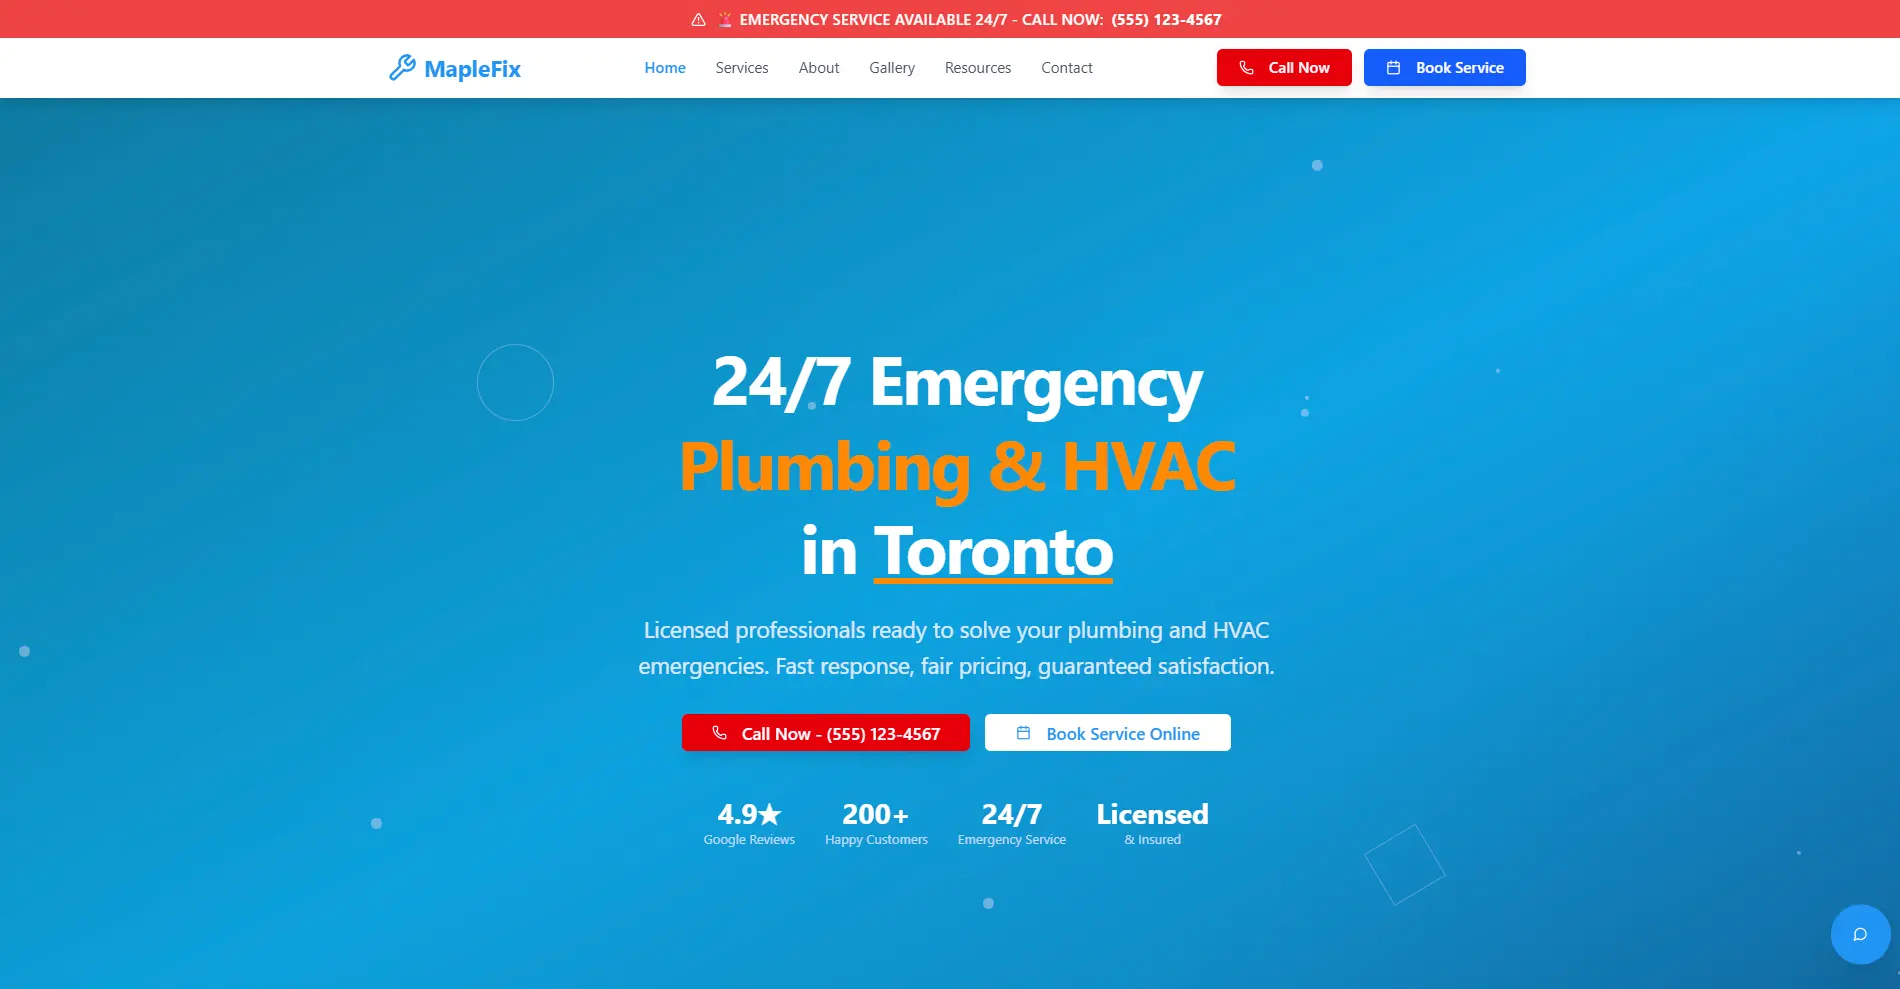 🚨 EMERGENCY SERVICE AVAILABLE 24/7 - CALL NOW: (555) 123-4567
MapleFix
Home Services About Gallery Resources Contact
Call Now
Book Service
24/7 Emergency
Plumbing & HVAC
in Toronto
Licensed professionals ready to solve your plumbing and HVAC
emergencies. Fast response, fair pricing, guaranteed satisfaction.
Call Now - (555) 123-4567
Book Service Online
4.9★
Google Reviews
200+
Happy Customers
24/7
Emergency Service
Licensed
& Insured